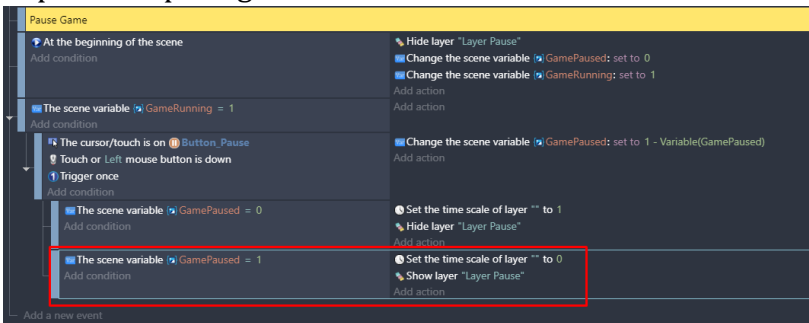 Pause Game
At the beginning of the scene
Add condition
Hide layer "Layer Pause"
Change the scene variable GamePaused: set to 0
Change the scene variable GameRunning: set to 1
Add action
The scene variable GameRunning = 1
Add condition
Add action
The cursor/touch is on Button_Pause
Touch or Left mouse button is down
Trigger once
Add condition
Change the scene variable GamePaused: set to 1 - Variable(GamePaused)
Add action
The scene variable GamePaused = 0
Add condition
Set the time scale of layer "" to 1
Hide layer "Layer Pause"
Add action
The scene variable GamePaused = 1
Add condition
Set the time scale of layer "" to 0
Show layer "Layer Pause"
Add action
Add a new event